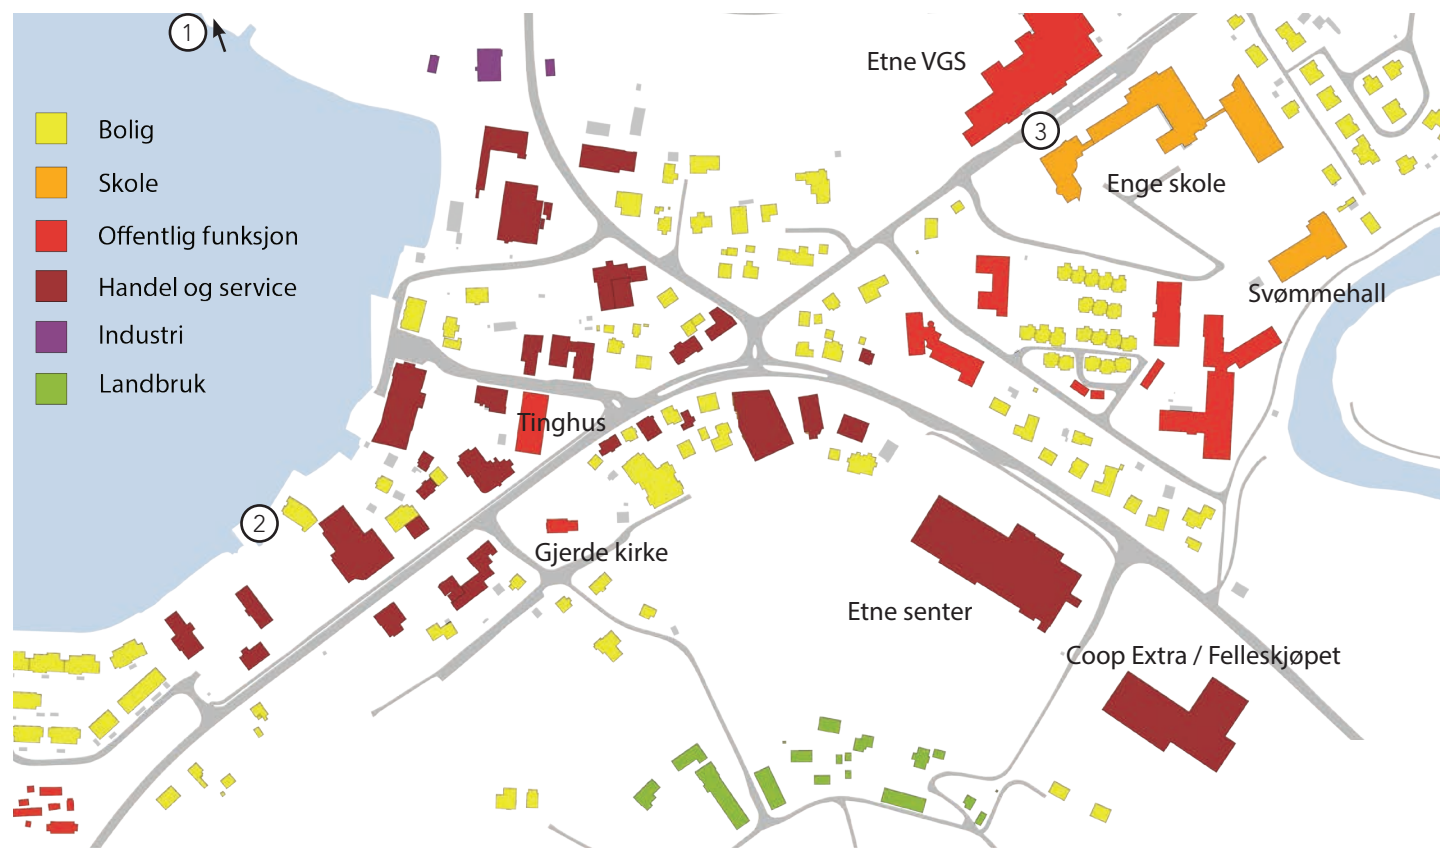 1
Etne VGS
3
Bolig
Skole
Enge skole
Offentlig funksjon
Handel og service
Svømmehall
Industri
Landbruk
Tinghus
2
Gjerde kirke
Etne senter
Coop Extra / Felleskjøpet